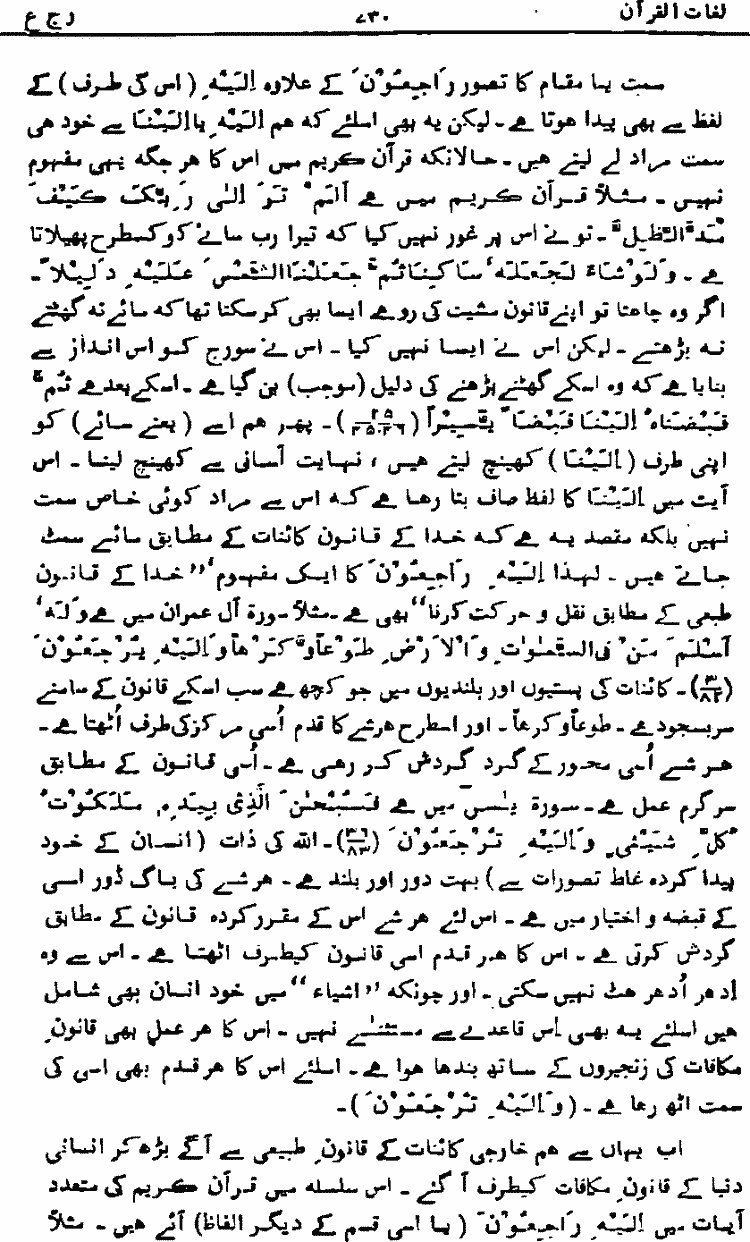 لغات القرآن ۷۳۰ ر ج ع
سمت یا مقام کا تصور رَاجِعُوْنَ کے علاوہ اِلَیْہِ (اس کی طرف) کے
لفظ سے بھی پیدا ہوتا ہے ۔ لیکن یہ بھی اسلئے کہ ہم اِلَیْہِ یا اِلَیْنَا سے خود ہی
سمت مراد لے لیتے ہیں ۔ حالانکہ قرآن کریم میں اس کا ہر جگہ یہی مفہوم
نہیں ۔ مثلاً قرآن کریم میں ہے اَلَمْ تَرَ اِلٰی رَبِّکَ کَیْفَ
مَدَّ الظِّلَّ ۔ تو نے اس پر غور نہیں کیا کہ تیرا رب سائے کو کسطرح پھیلاتا
ہے ۔ وَلَوْ شَاءَ لَجَعَلَہٗ سَاکِنًا ثُمَّ جَعَلْنَا الشَّمْسَ عَلَیْہِ دَلِیْلاً ۔
اگر وہ چاہتا تو اپنے قانون مشیت کی رو سے ایسا بھی کر سکتا تھا کہ سائے نہ گھٹتے
نہ بڑھتے ۔ لیکن اس نے ایسا نہیں کیا ۔ اس نے سورج کو اس انداز سے
بنایا ہے کہ وہ اسکے گھٹنے بڑھنے کی دلیل (موجب) بن گیا ہے ۔ اسکے بعد ہے ثُمَّ
قَبَضْنَاہُ اِلَیْنَا قَبْضًا یَّسِیْرًا (۲۵/۴۵-۴۶) ۔ پھر ہم اسے (یعنے سائے) کو
اپنی طرف (اِلَیْنَا) کھینچ لیتے ہیں ، نہایت آسانی سے کھینچ لینا ۔ اس
آیت میں اِلَیْنَا کا لفظ صاف بتا رہا ہے کہ اس سے مراد کوئی خاص سمت
نہیں بلکہ مقصد یہ ہے کہ خدا کے قانون کائنات کے مطابق سائے سمٹ
جاتے ہیں ۔ لہذا اِلَیْہِ رَاجِعُوْنَ کا ایک مفہوم ’’خدا کے قانون
طبعی کے مطابق نقل و حرکت کرنا‘‘ بھی ہے ۔ مثلاً سورۃ آل عمران میں ہے وَلَہٗ
اَسْلَمَ مَنْ فِی السَّمٰوٰتِ وَالْاَرْضِ طَوْعًا وَّکَرْھًا وَاِلَیْہِ یُرْجَعُوْنَ
(۳/۸۲) ۔ کائنات کی پستیوں اور بلندیوں میں جو کچھ ہے سب اسکے قانون کے سامنے
سربسجود ہے ۔ طوعاً و کرھاً ۔ اور اسطرح ہرشے کا قدم اُسی مرکز کی طرف اُٹھتا ہے ۔
ہر شے اُسی محور کے گرد گردش کر رہی ہے ۔ اُسی قانون کے مطابق
سرگرم عمل ہے ۔ سورۃ یٰسٓ میں ہے فَسُبْحٰنَ الَّذِیْ بِیَدِہٖ مَلَکُوْتُ
کُلِّ شَیْئٍ وَاِلَیْہِ تُرْجَعُوْنَ (۳۶/۸۳) ۔ اللہ کی ذات (انسان کے خود
پیدا کردہ غلط تصورات سے) بہت دور اور بلند ہے ۔ ہر شے کی باگ ڈور اسی
کے قبضہ و اختیار میں ہے ۔ اس لئے ہر شے اس کے مقرر کردہ قانون کے مطابق
گردش کرتی ہے ۔ اس کا ہر قدم اسی قانون کیطرف اٹھتا ہے ۔ اس سے وہ
اِدھر اُدھر ہٹ نہیں سکتی ۔ اور چونکہ ’’اشیاء‘‘ میں خود انسان بھی شامل
ہیں اسلئے یہ بھی اُس قاعدے سے مستثنےٰ نہیں ۔ اس کا ہر عمل بھی قانونِ
مکافات کی زنجیروں کے ساتھ بندھا ہوا ہے ۔ اسلئے اس کا ہر قدم بھی اسی کی
سمت اٹھ رہا ہے ۔ (وَاِلَیْہِ تُرْجَعُوْنَ) ۔
اب یہاں سے ہم خارجی کائنات کے قانونِ طبیعی سے آگے بڑھ کر انسانی
دنیا کے قانونِ مکافات کیطرف آ گئے ۔ اس سلسلہ میں قرآن کریم کی متعدد
آیات میں اِلَیْہِ رَاجِعُوْنَ (یا اسی قسم کے دیگر الفاظ) آئے ہیں ۔ مثلاً